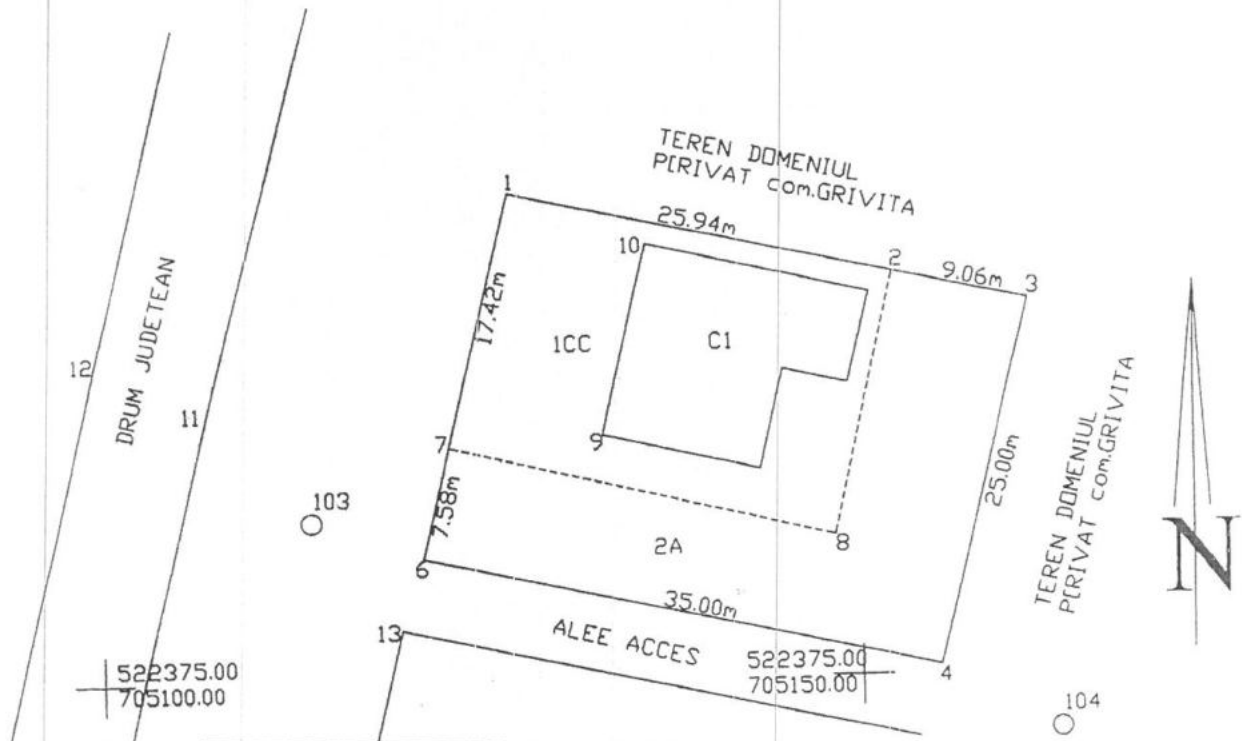 TEREN DOMENIUL
P[RIVAT com.GRIVITA
1
25.94m
2
9.06m
3
10
17.42m
1CC
C1
DRUM JUDETEAN
12
11
7
9
25.00m
TEREN DOMENIUL
P[RIVAT com.GRIVITA
N
103
7.58m
8
2A
6
35.00m
13
ALEE ACCES
522375.00
705100.00
522375.00
705150.00
4
104